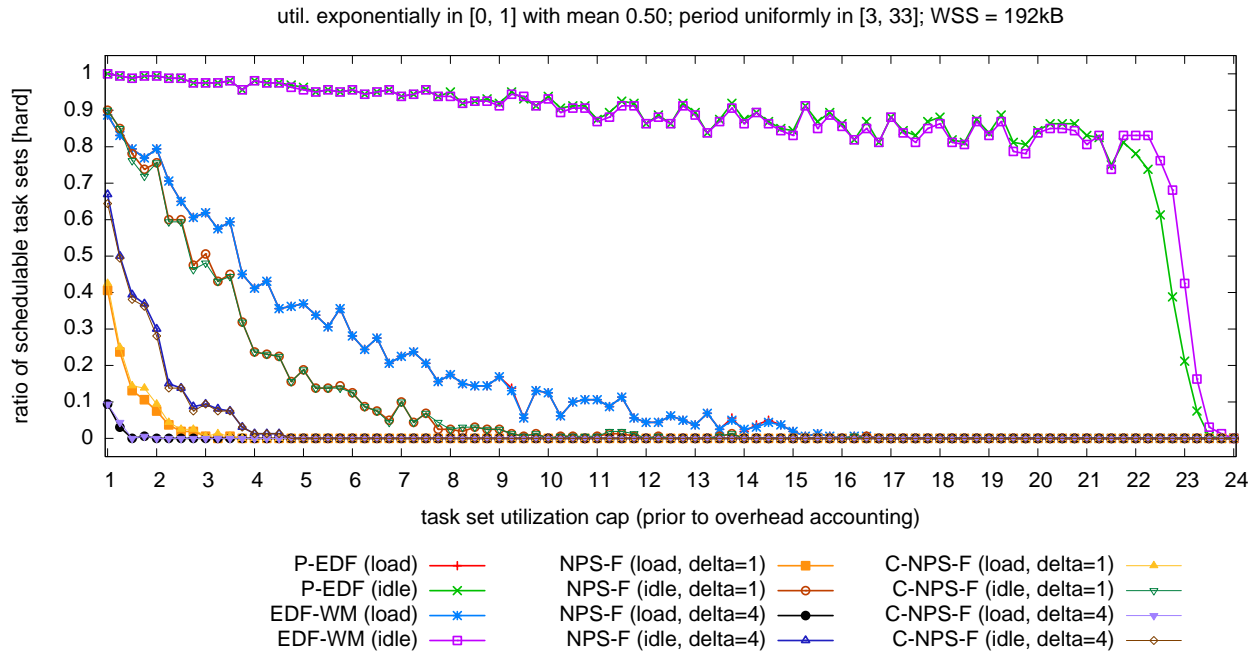 util. exponentially in [0, 1] with mean 0.50; period uniformly in [3, 33]; WSS = 192kB
ratio of schedulable task sets [hard]
1
0.9
0.8
0.7
0.6
0.5
0.4
0.3
0.2
0.1
0
1 2 3 4 5 6 7 8 9 10 11 12 13 14 15 16 17 18 19 20 21 22 23 24
task set utilization cap (prior to overhead accounting)
P-EDF (load) NPS-F (load, delta=1) C-NPS-F (load, delta=1)
P-EDF (idle) NPS-F (idle, delta=1) C-NPS-F (idle, delta=1)
EDF-WM (load) NPS-F (load, delta=4) C-NPS-F (load, delta=4)
EDF-WM (idle) NPS-F (idle, delta=4) C-NPS-F (idle, delta=4)